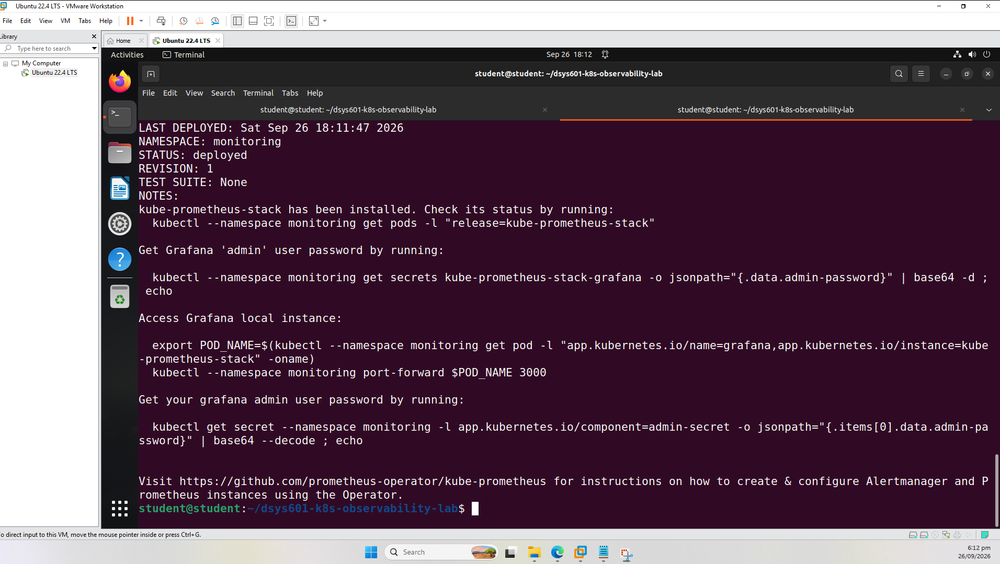 Ubuntu 22.4 LTS - VMware Workstation
File Edit View VM Tabs Help
Library
Type here to search
My Computer
Ubuntu 22.4 LTS
Home
Ubuntu 22.4 LTS
Activities
Terminal
Sep 26 18:12
student@student: ~/dsys601-k8s-observability-lab
File Edit View Search Terminal Tabs Help
student@student: ~/dsys601-k8s-observability-lab
student@student: ~/dsys601-k8s-observability-lab
LAST DEPLOYED: Sat Sep 26 18:11:47 2026
NAMESPACE: monitoring
STATUS: deployed
REVISION: 1
TEST SUITE: None
NOTES:
kube-prometheus-stack has been installed. Check its status by running:
  kubectl --namespace monitoring get pods -l "release=kube-prometheus-stack"
Get Grafana 'admin' user password by running:
  kubectl --namespace monitoring get secrets kube-prometheus-stack-grafana -o jsonpath="{.data.admin-password}" | base64 -d ;
 echo
Access Grafana local instance:
  export POD_NAME=$(kubectl --namespace monitoring get pod -l "app.kubernetes.io/name=grafana,app.kubernetes.io/instance=kube
-prometheus-stack" -oname)
  kubectl --namespace monitoring port-forward $POD_NAME 3000
Get your grafana admin user password by running:
  kubectl get secret --namespace monitoring -l app.kubernetes.io/component=admin-secret -o jsonpath="{.items[0].data.admin-pa
ssword}" | base64 --decode ; echo
Visit https://github.com/prometheus-operator/kube-prometheus for instructions on how to create & configure Alertmanager and P
rometheus instances using the Operator.
student@student:~/dsys601-k8s-observability-lab$
o direct input to this VM, move the mouse pointer inside or press Ctrl+G.
Search
6:12 pm
26/09/2026